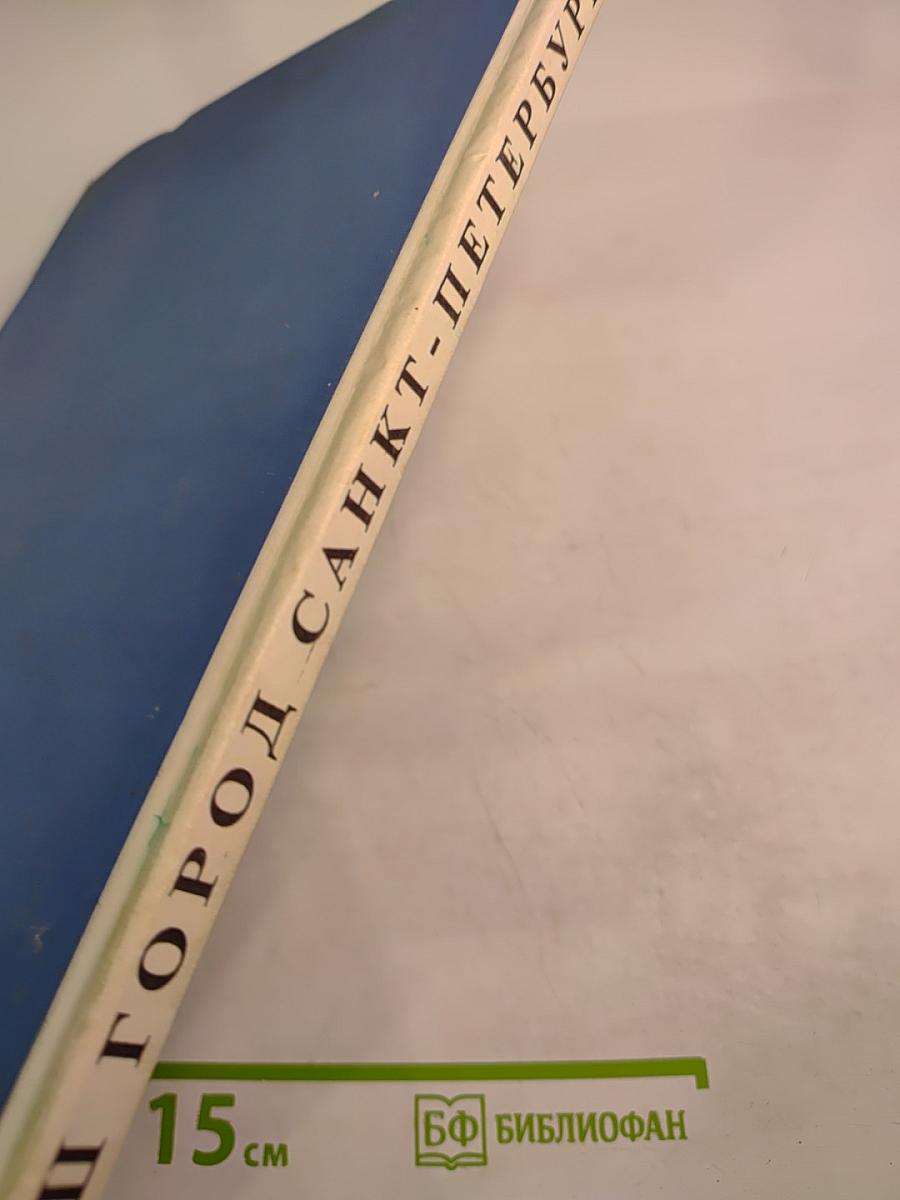 Ш ГОРОД САНКТ-ПЕТЕРБУР
15 см
БФ БИБЛИОФАН